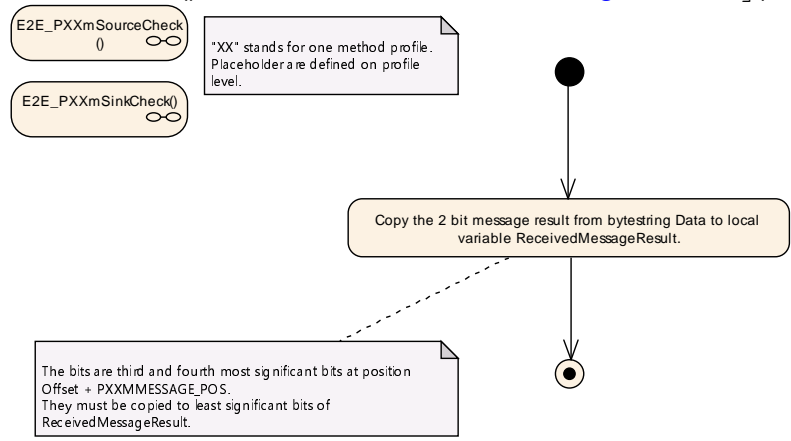 E2E_PXXmSourceCheck
()
"XX" stands for one method profile.
Placeholder are defined on profile
level.
E2E_PXXmSinkCheck()
Copy the 2 bit message result from bytestring Data to local
variable ReceivedMessageResult.
The bits are third and fourth most significant bits at position
Offset + PXXMMESSAGE_POS.
They must be copied to least significant bits of
ReceivedMessageResult.